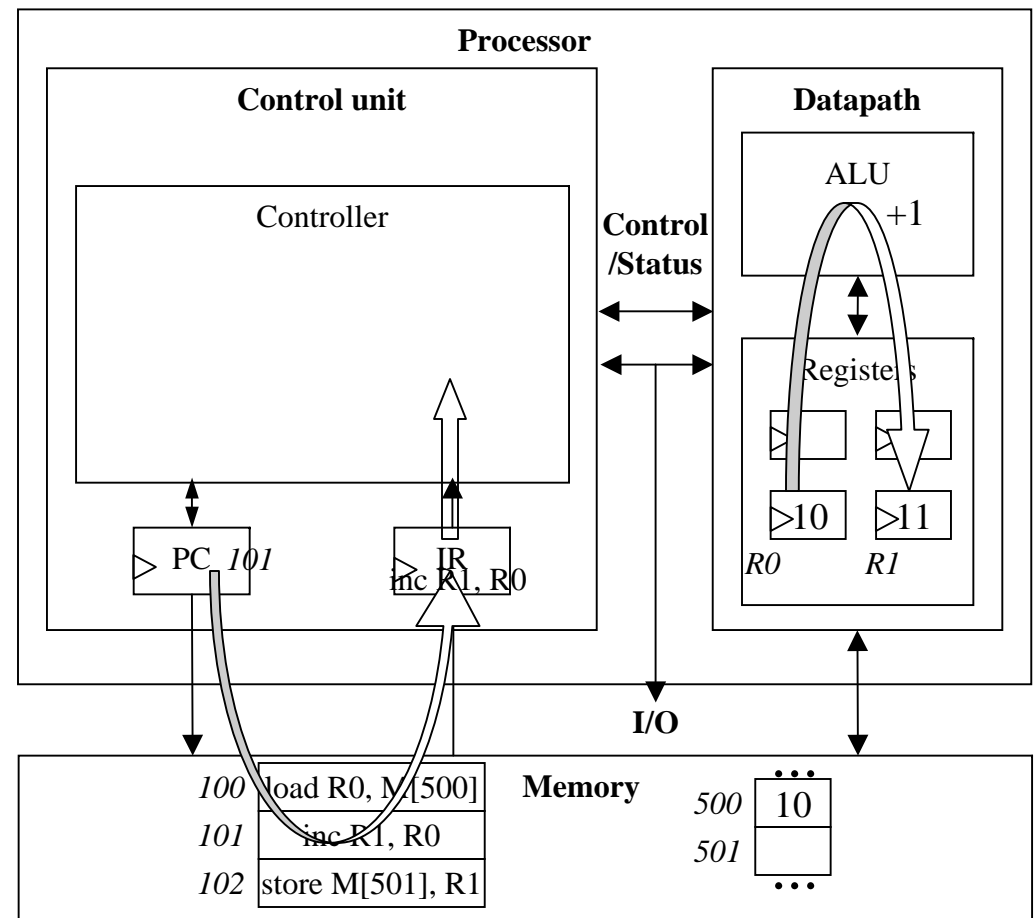 Processor
Control unit
Datapath
Controller
ALU
+1
Control
/Status
Registers
10
11
R0
R1
PC 101
IR
inc R1, R0
I/O
Memory
100 load R0, M[500]
101 inc R1, R0
102 store M[501], R1
•••
500 10
501
•••